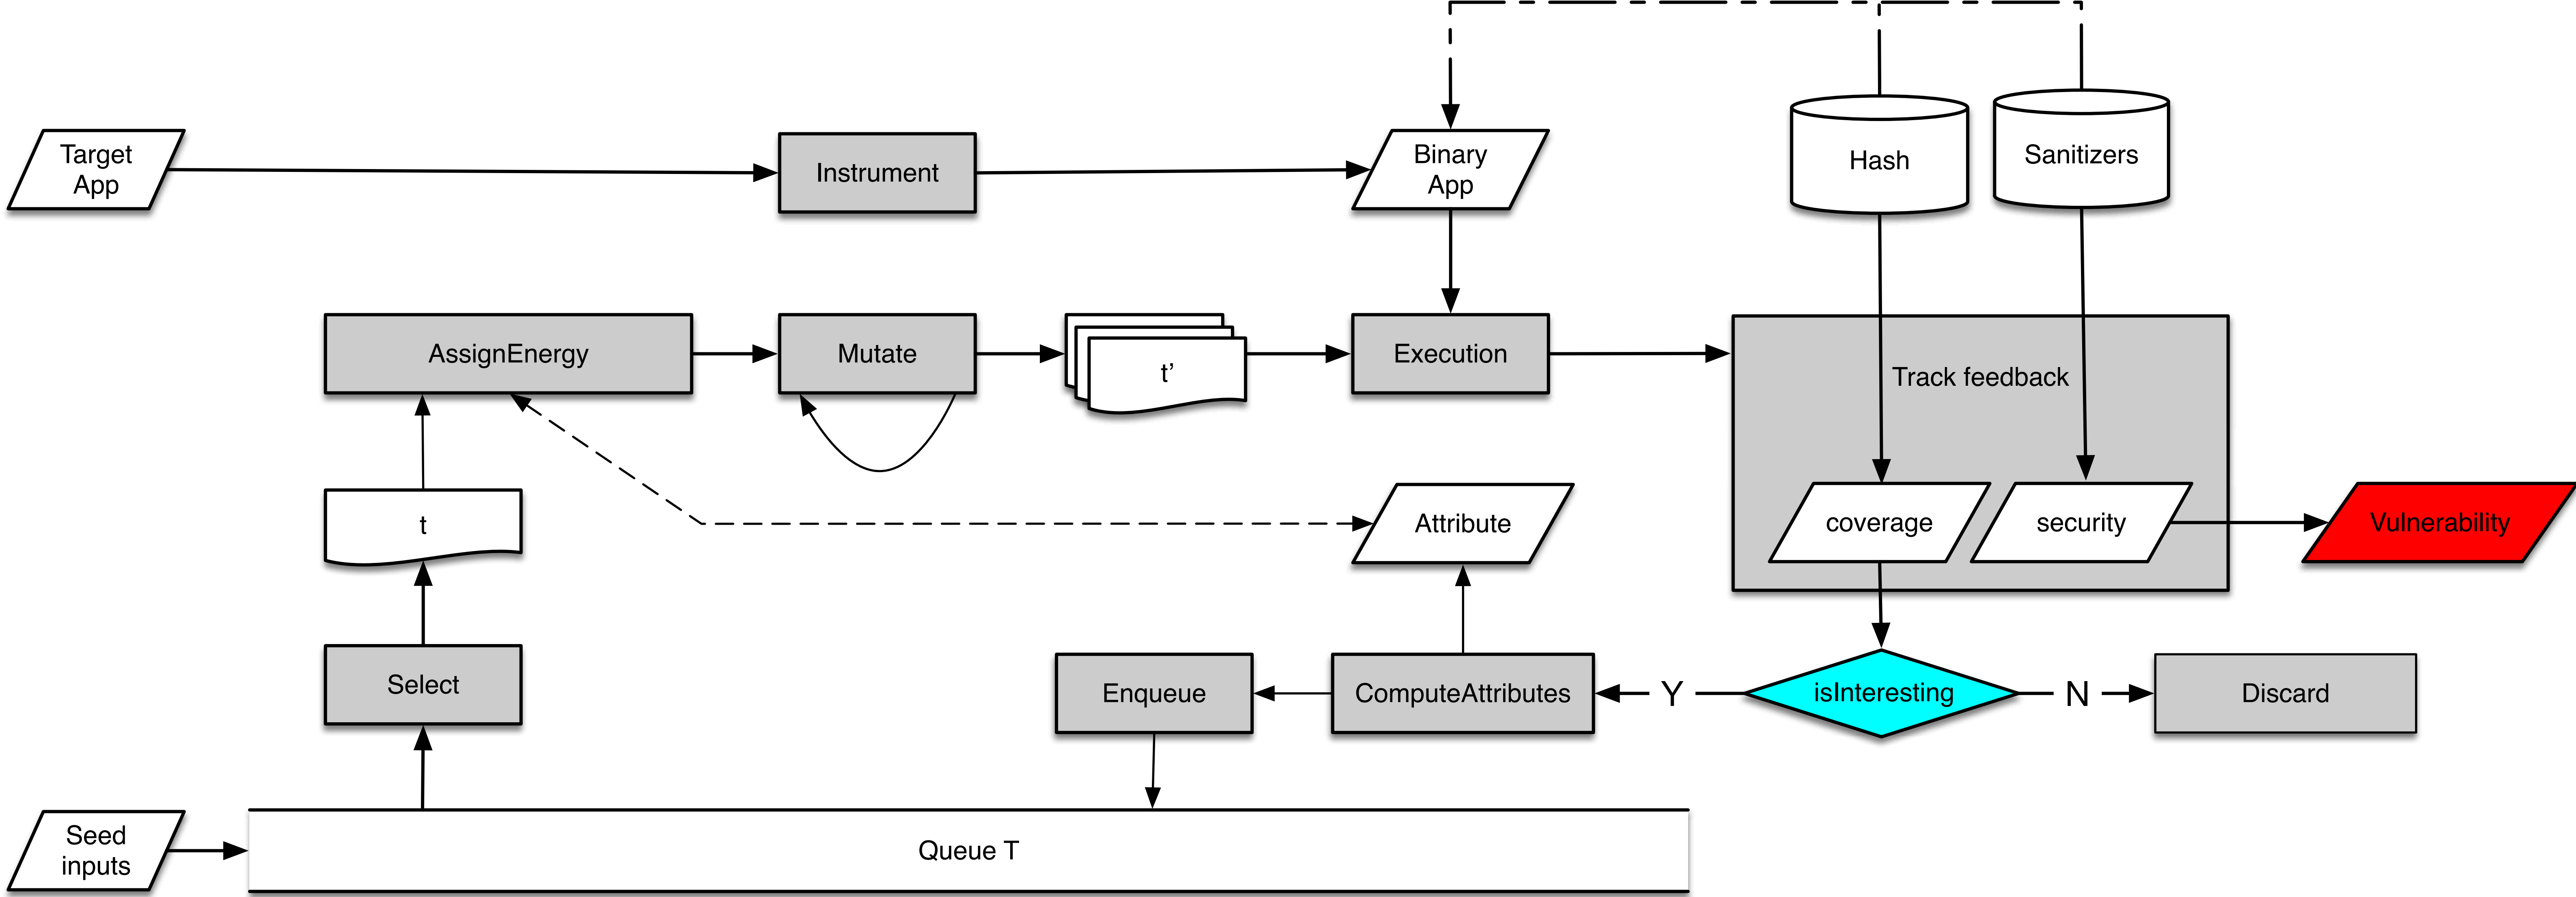 Target
App
Instrument
Binary
App
Hash
Sanitizers
AssignEnergy
Mutate
t’
Execution
Track feedback
t
Attribute
coverage
security
Vulnerability
Select
Enqueue
ComputeAttributes
Y
isInteresting
N
Discard
Seed
inputs
Queue T